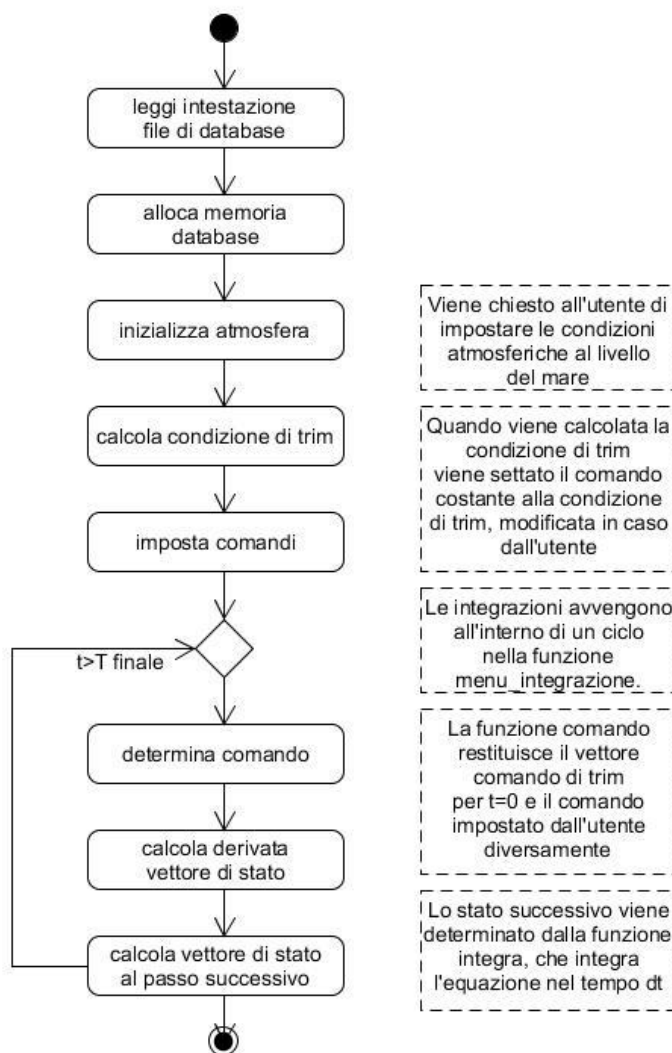 leggi intestazione
file di database
alloca memoria
database
inizializza atmosfera
calcola condizione di trim
imposta comandi
t>T finale
determina comando
calcola derivata
vettore di stato
calcola vettore di stato
al passo successivo
Viene chiesto all'utente di
impostare le condizioni
atmosferiche al livello
del mare
Quando viene calcolata la
condizione di trim
viene settato il comando
costante alla condizione
di trim, modificata in caso
dall'utente
Le integrazioni avvengono
all'interno di un ciclo
nella funzione
menu_integrazione.
La funzione comando
restituisce il vettore
comando di trim
per t=0 e il comando
impostato dall'utente
diversamente
Lo stato successivo viene
determinato dalla funzione
integra, che integra
l'equazione nel tempo dt